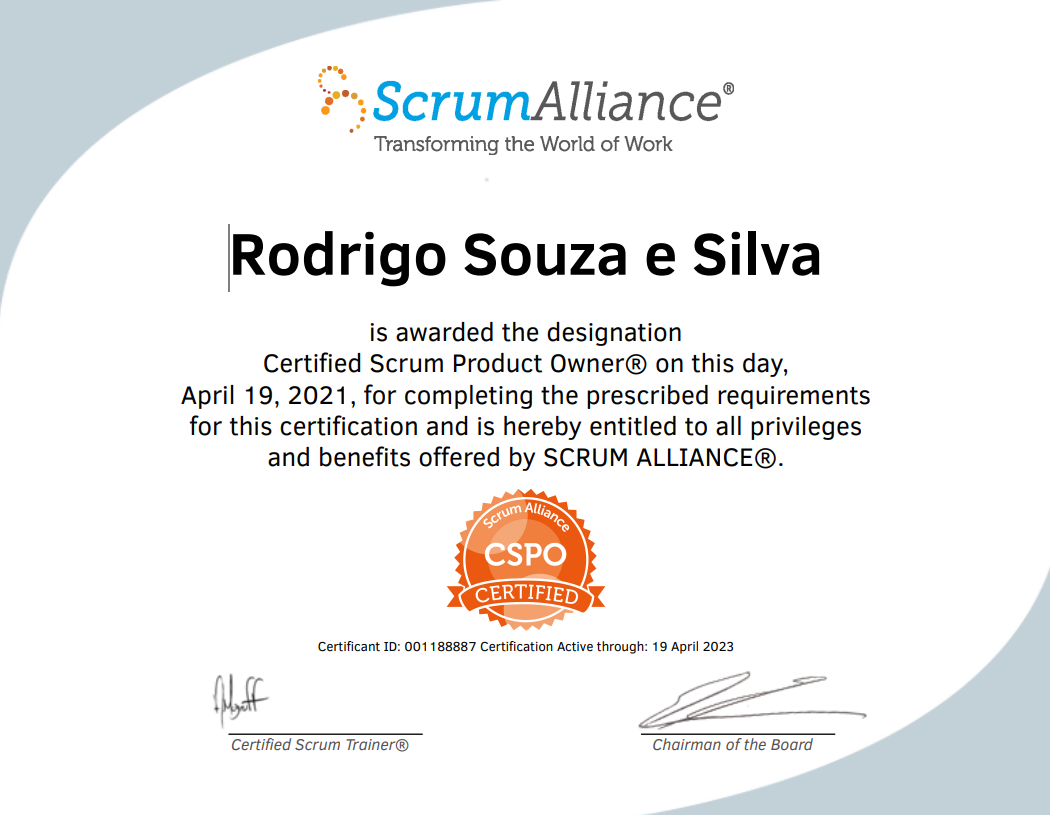 ScrumAlliance®
Transforming the World of Work
Rodrigo Souza e Silva
is awarded the designation
Certified Scrum Product Owner® on this day,
April 19, 2021, for completing the prescribed requirements
for this certification and is hereby entitled to all privileges
and benefits offered by SCRUM ALLIANCE®.
Scrum Alliance
CSPO
CERTIFIED
Certificant ID: 001188887 Certification Active through: 19 April 2023
Certified Scrum Trainer®
Chairman of the Board